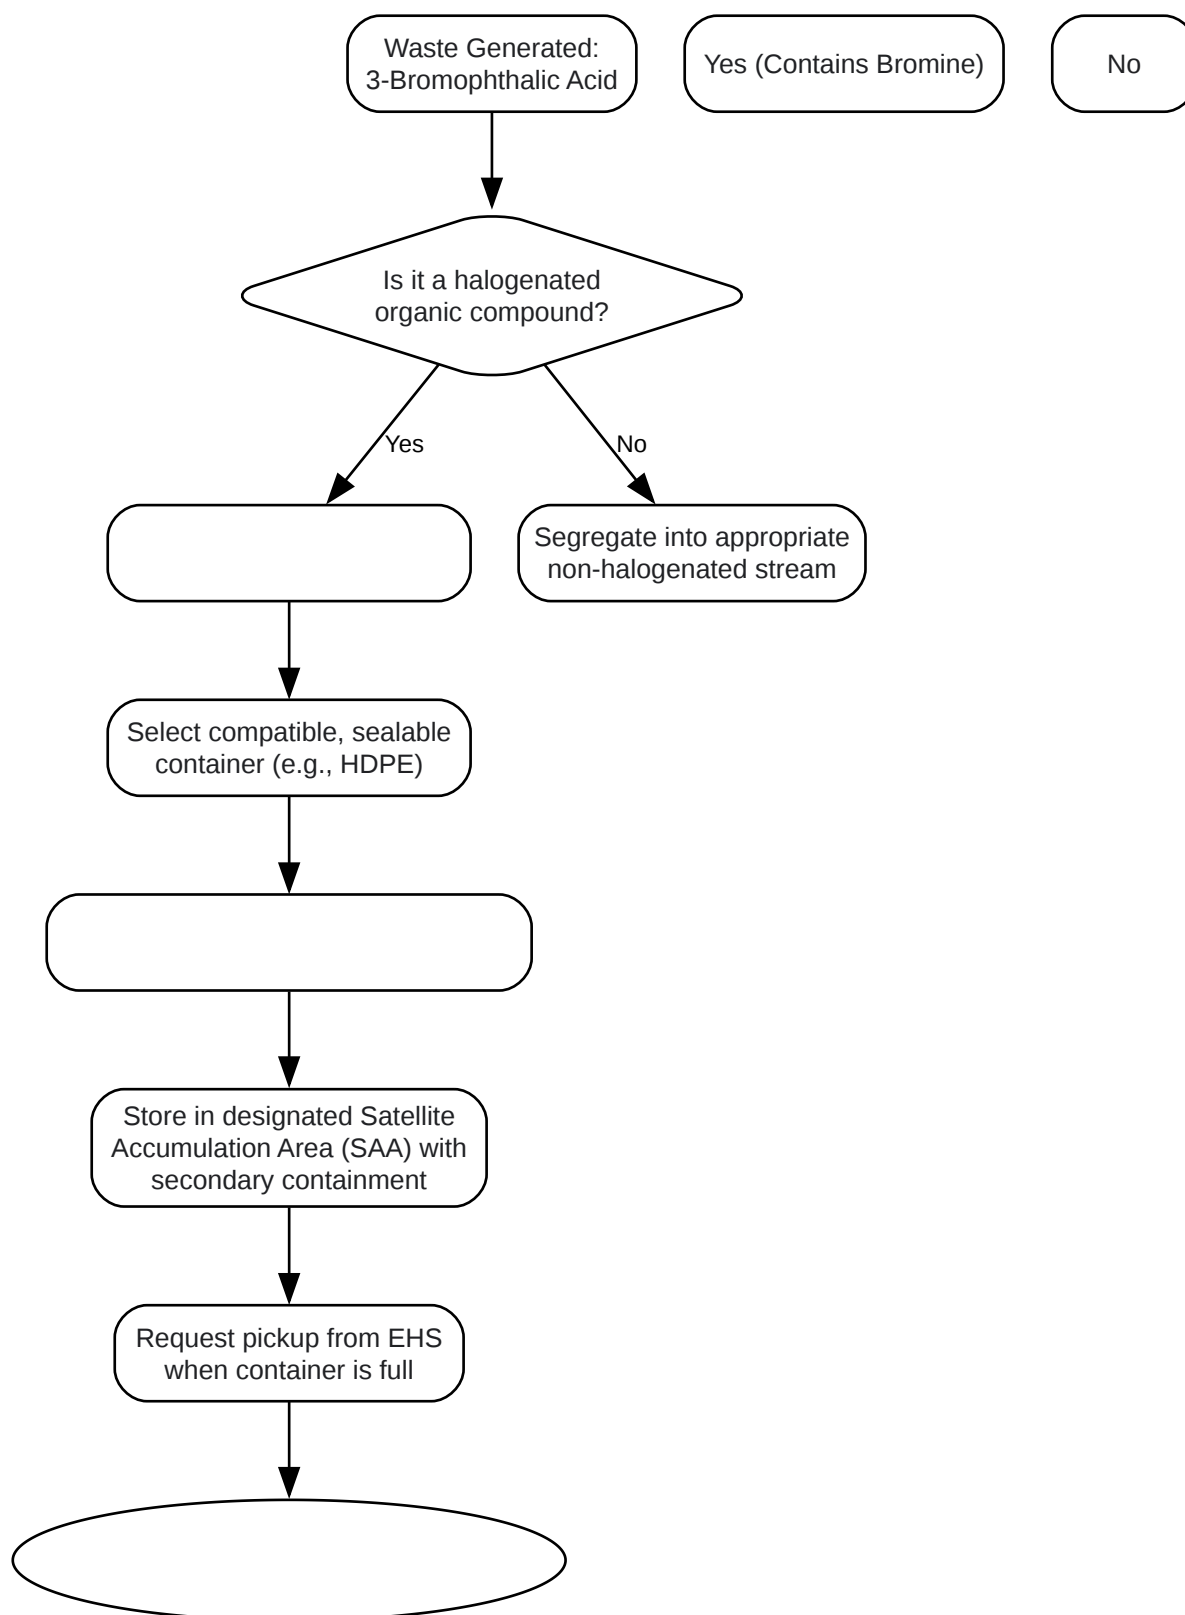 Waste Generated:
3-Bromophthalic Acid
Yes (Contains Bromine)
No
Is it a halogenated
organic compound?
Yes
No
Segregate into appropriate
non-halogenated stream
Select compatible, sealable
container (e.g., HDPE)
Store in designated Satellite
Accumulation Area (SAA) with
secondary containment
Request pickup from EHS
when container is full